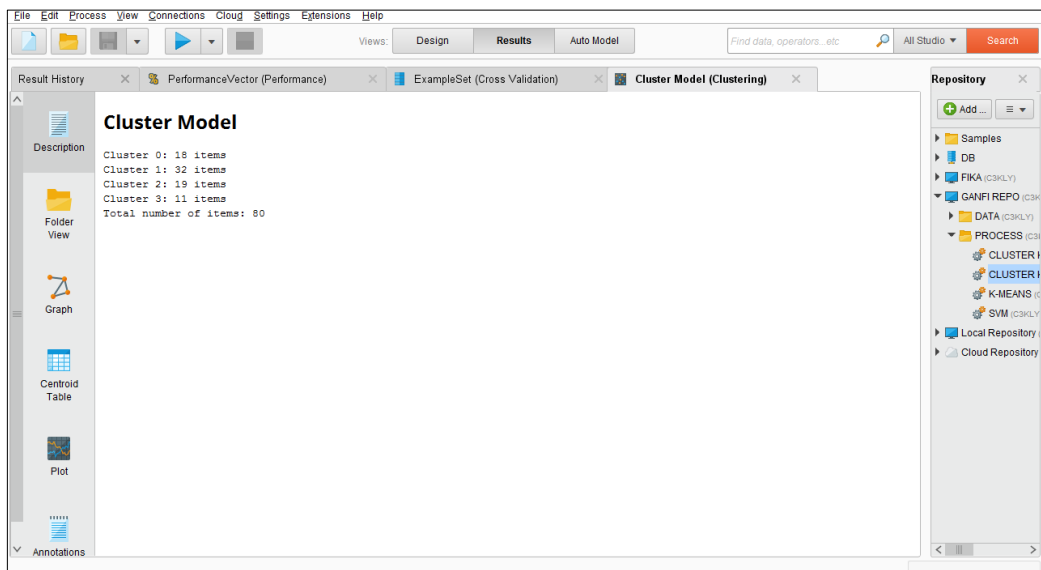 File Edit Process View Connections Cloud Settings Extensions Help
Views: Design Results Auto Model Find data, operators...etc All Studio Search
Result History PerformanceVector (Performance) ExampleSet (Cross Validation) Cluster Model (Clustering) Repository
Description
Folder
View
Graph
Centroid
Table
Plot
Annotations
Cluster Model
Cluster 0: 18 items
Cluster 1: 32 items
Cluster 2: 19 items
Cluster 3: 11 items
Total number of items: 80
Add ...
Samples
DB
FIKA (C3KLY)
GANFI REPO (C3K
DATA (C3KLY)
PROCESS (C3
CLUSTER
CLUSTER
K-MEANS
SVM (C3KLY
Local Repository
Cloud Repository